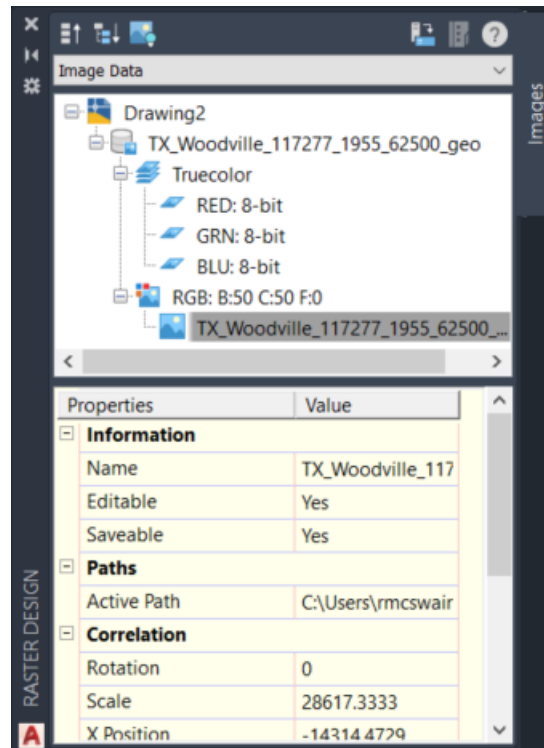 Image Data
Images
Drawing2
TX_Woodville_117277_1955_62500_geo
Truecolor
RED: 8-bit
GRN: 8-bit
BLU: 8-bit
RGB: B:50 C:50 F:0
TX_Woodville_117277_1955_62500_...
Properties Value
Information
Name TX_Woodville_117
Editable Yes
Saveable Yes
Paths
Active Path C:\Users\rmcswair
Correlation
Rotation 0
Scale 28617.3333
X Position -14314.4729
RASTER DESIGN
A